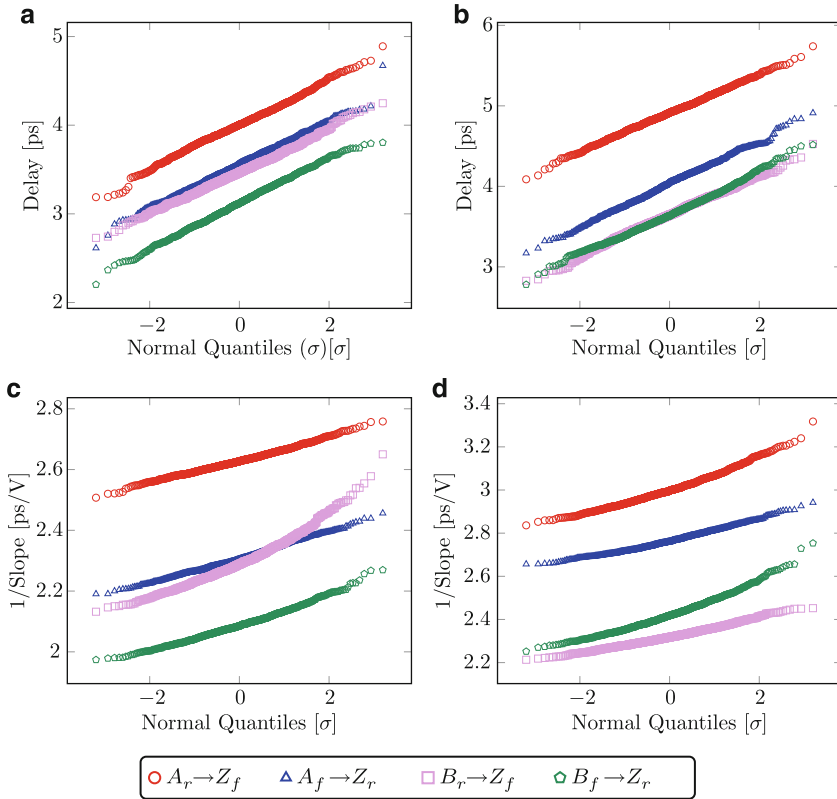 a
b
5
4
3
2
Delay [ps]
−2
0
2
Normal Quantiles (σ)[σ]
6
5
4
3
Delay [ps]
−2
0
2
Normal Quantiles [σ]
c
d
2.8
2.6
2.4
2.2
2
1/Slope [ps/V]
−2
0
2
Normal Quantiles [σ]
3.4
3.2
3
2.8
2.6
2.4
2.2
1/Slope [ps/V]
−2
0
2
Normal Quantiles [σ]
A_r→Z_f A_f→Z_r B_r→Z_f B_f→Z_r